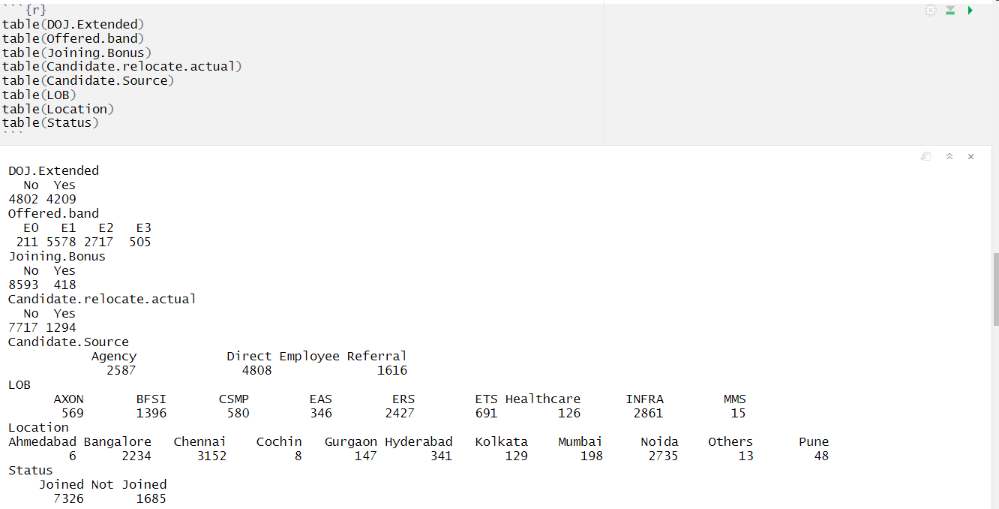 ```{r}
table(DOJ.Extended)
table(Offered.band)
table(Joining.Bonus)
table(Candidate.relocate.actual)
table(Candidate.Source)
table(LOB)
table(Location)
table(Status)
```
DOJ.Extended
  No  Yes
4802 4209
Offered.band
  E0   E1   E2   E3
 211 5578 2717  505
Joining.Bonus
  No  Yes
8593  418
Candidate.relocate.actual
  No  Yes
7717 1294
Candidate.Source
           Agency            Direct Employee Referral
             2587              4808              1616
LOB
      AXON       BFSI       CSMP        EAS        ERS        ETS Healthcare      INFRA        MMS
       569       1396        580        346       2427        691        126       2861         15
Location
Ahmedabad Bangalore   Chennai    Cochin   Gurgaon Hyderabad   Kolkata    Mumbai     Noida    Others      Pune
        6      2234      3152         8       147       341       129       198      2735        13        48
Status
    Joined Not Joined
      7326       1685